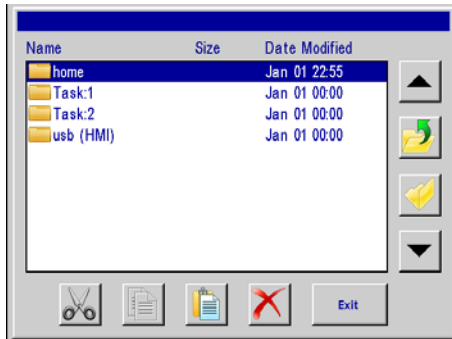 Name Size Date Modified
home Jan 01 22:55
Task:1 Jan 01 00:00
Task:2 Jan 01 00:00
usb (HMI) Jan 01 00:00
Exit